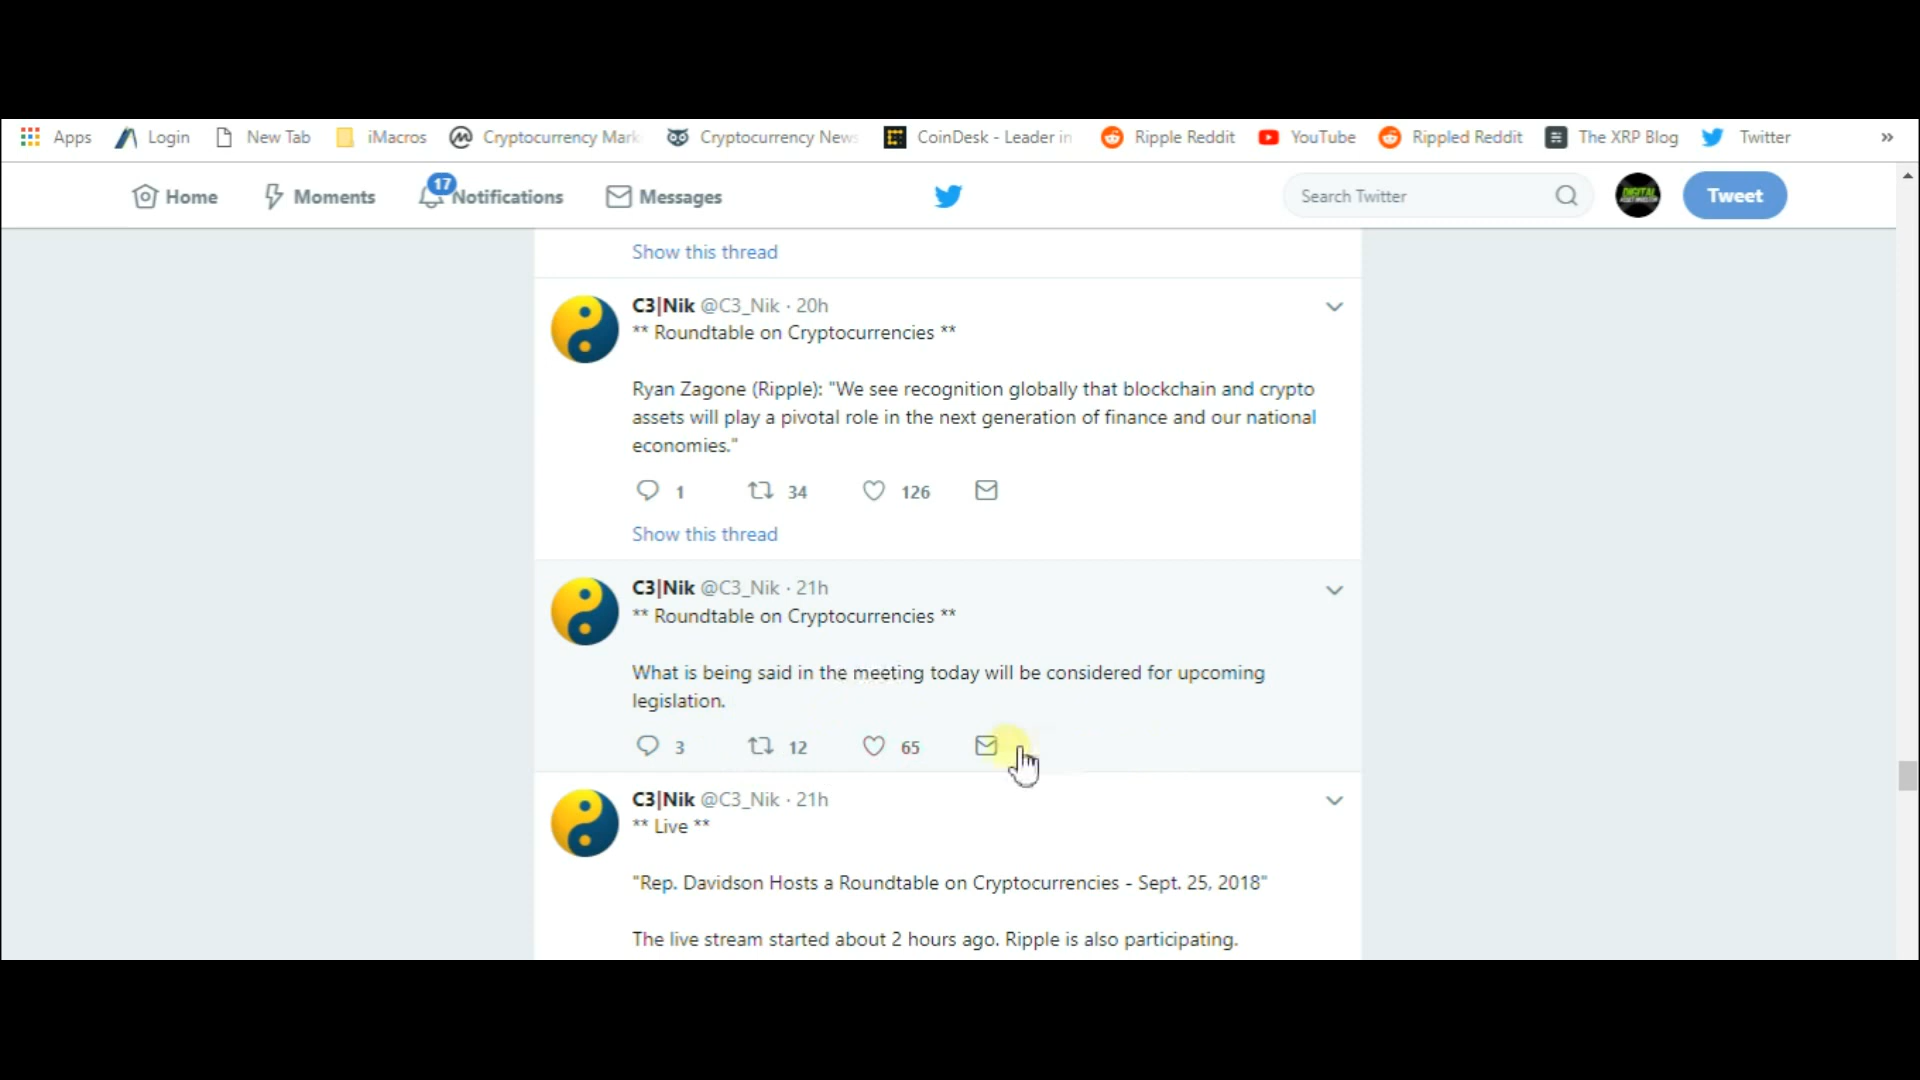 Apps Login New Tab iMacros Cryptocurrency Mark Cryptocurrency News CoinDesk - Leader in Ripple Reddit YouTube Rippled Reddit The XRP Blog Twitter »
Home Moments 17 Notifications Messages Search Twitter Tweet
Show this thread
C3|Nik @C3_Nik · 20h
** Roundtable on Cryptocurrencies **
Ryan Zagone (Ripple): "We see recognition globally that blockchain and crypto
assets will play a pivotal role in the next generation of finance and our national
economies."
1 34 126
Show this thread
C3|Nik @C3_Nik · 21h
** Roundtable on Cryptocurrencies **
What is being said in the meeting today will be considered for upcoming
legislation.
3 12 65
C3|Nik @C3_Nik · 21h
** Live **
"Rep. Davidson Hosts a Roundtable on Cryptocurrencies - Sept. 25, 2018"
The live stream started about 2 hours ago. Ripple is also participating.